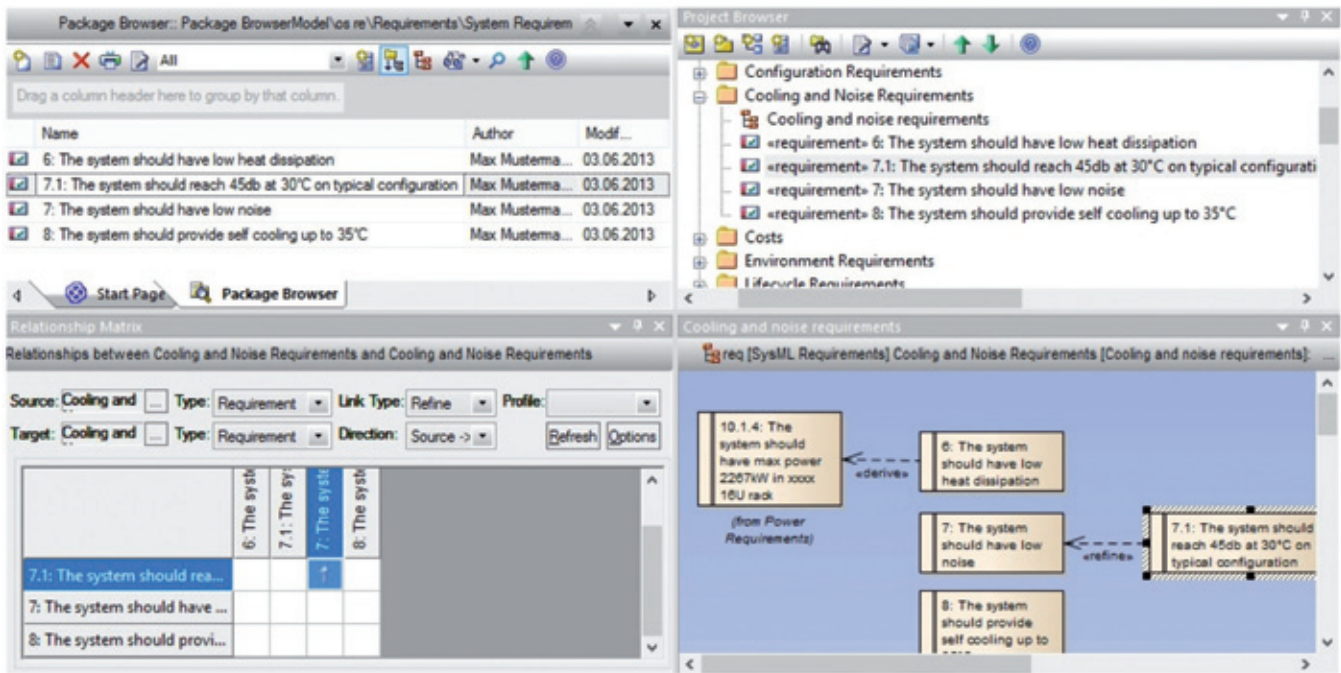 Package Browser:: Package BrowserModel\os re\Requirements\System Requirem
All
Drag a column header here to group by that column.
Name Author Modif...
6: The system should have low heat dissipation Max Musterma... 03.06.2013
7.1: The system should reach 45db at 30°C on typical configuration Max Musterma... 03.06.2013
7: The system should have low noise Max Musterma... 03.06.2013
8: The system should provide self cooling up to 35°C Max Musterma... 03.06.2013
Start Page Package Browser
Project Browser
Configuration Requirements
Cooling and Noise Requirements
Cooling and noise requirements
«requirement» 6: The system should have low heat dissipation
«requirement» 7.1: The system should reach 45db at 30°C on typical configurati
«requirement» 7: The system should have low noise
«requirement» 8: The system should provide self cooling up to 35°C
Costs
Environment Requirements
Lifecycle Requirements
Relationship Matrix
Relationships between Cooling and Noise Requirements and Cooling and Noise Requirements
Source: Cooling and ... Type: Requirement Link Type: Refine Profile:
Target: Cooling and ... Type: Requirement Direction: Source -> Refresh Options
6: The syst
7.1: The sy
7: The syste
8: The syst
7.1: The system should rea...
7: The system should have ...
8: The system should provi...
Cooling and noise requirements
req [SysML Requirements] Cooling and Noise Requirements [Cooling and noise requirements]: ...
10.1.4: The
system should
have max power
2267kW in xxxx
16U rack
(from Power
Requirements)
«derive»
6: The system
should have low
heat dissipation
7: The system
should have low
noise
«refine»
7.1: The system should
reach 45db at 30°C on
typical configuration
8: The system
should provide
self cooling up to